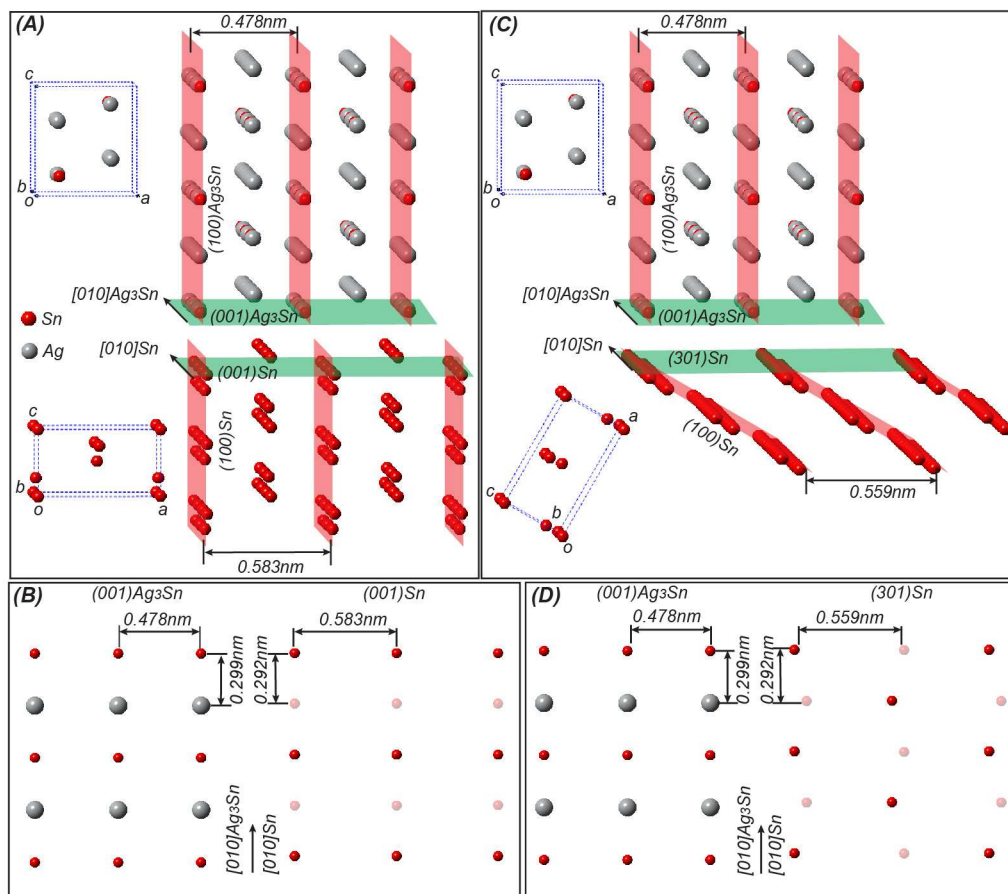 (A)
0.478nm
c
b
o
a
(100)Ag3Sn
[010]Ag3Sn
(001)Ag3Sn
Sn
Ag
[010]Sn
(001)Sn
(100)Sn
c
b
o
a
0.583nm
(C)
0.478nm
c
b
o
a
(100)Ag3Sn
[010]Ag3Sn
(001)Ag3Sn
[010]Sn
(301)Sn
(100)Sn
a
c
b
o
0.559nm
(B)
(001)Ag3Sn
(001)Sn
0.478nm
0.583nm
0.299nm
0.292nm
[010]Ag3Sn
[010]Sn
(D)
(001)Ag3Sn
(301)Sn
0.478nm
0.559nm
0.299nm
0.292nm
[010]Ag3Sn
[010]Sn